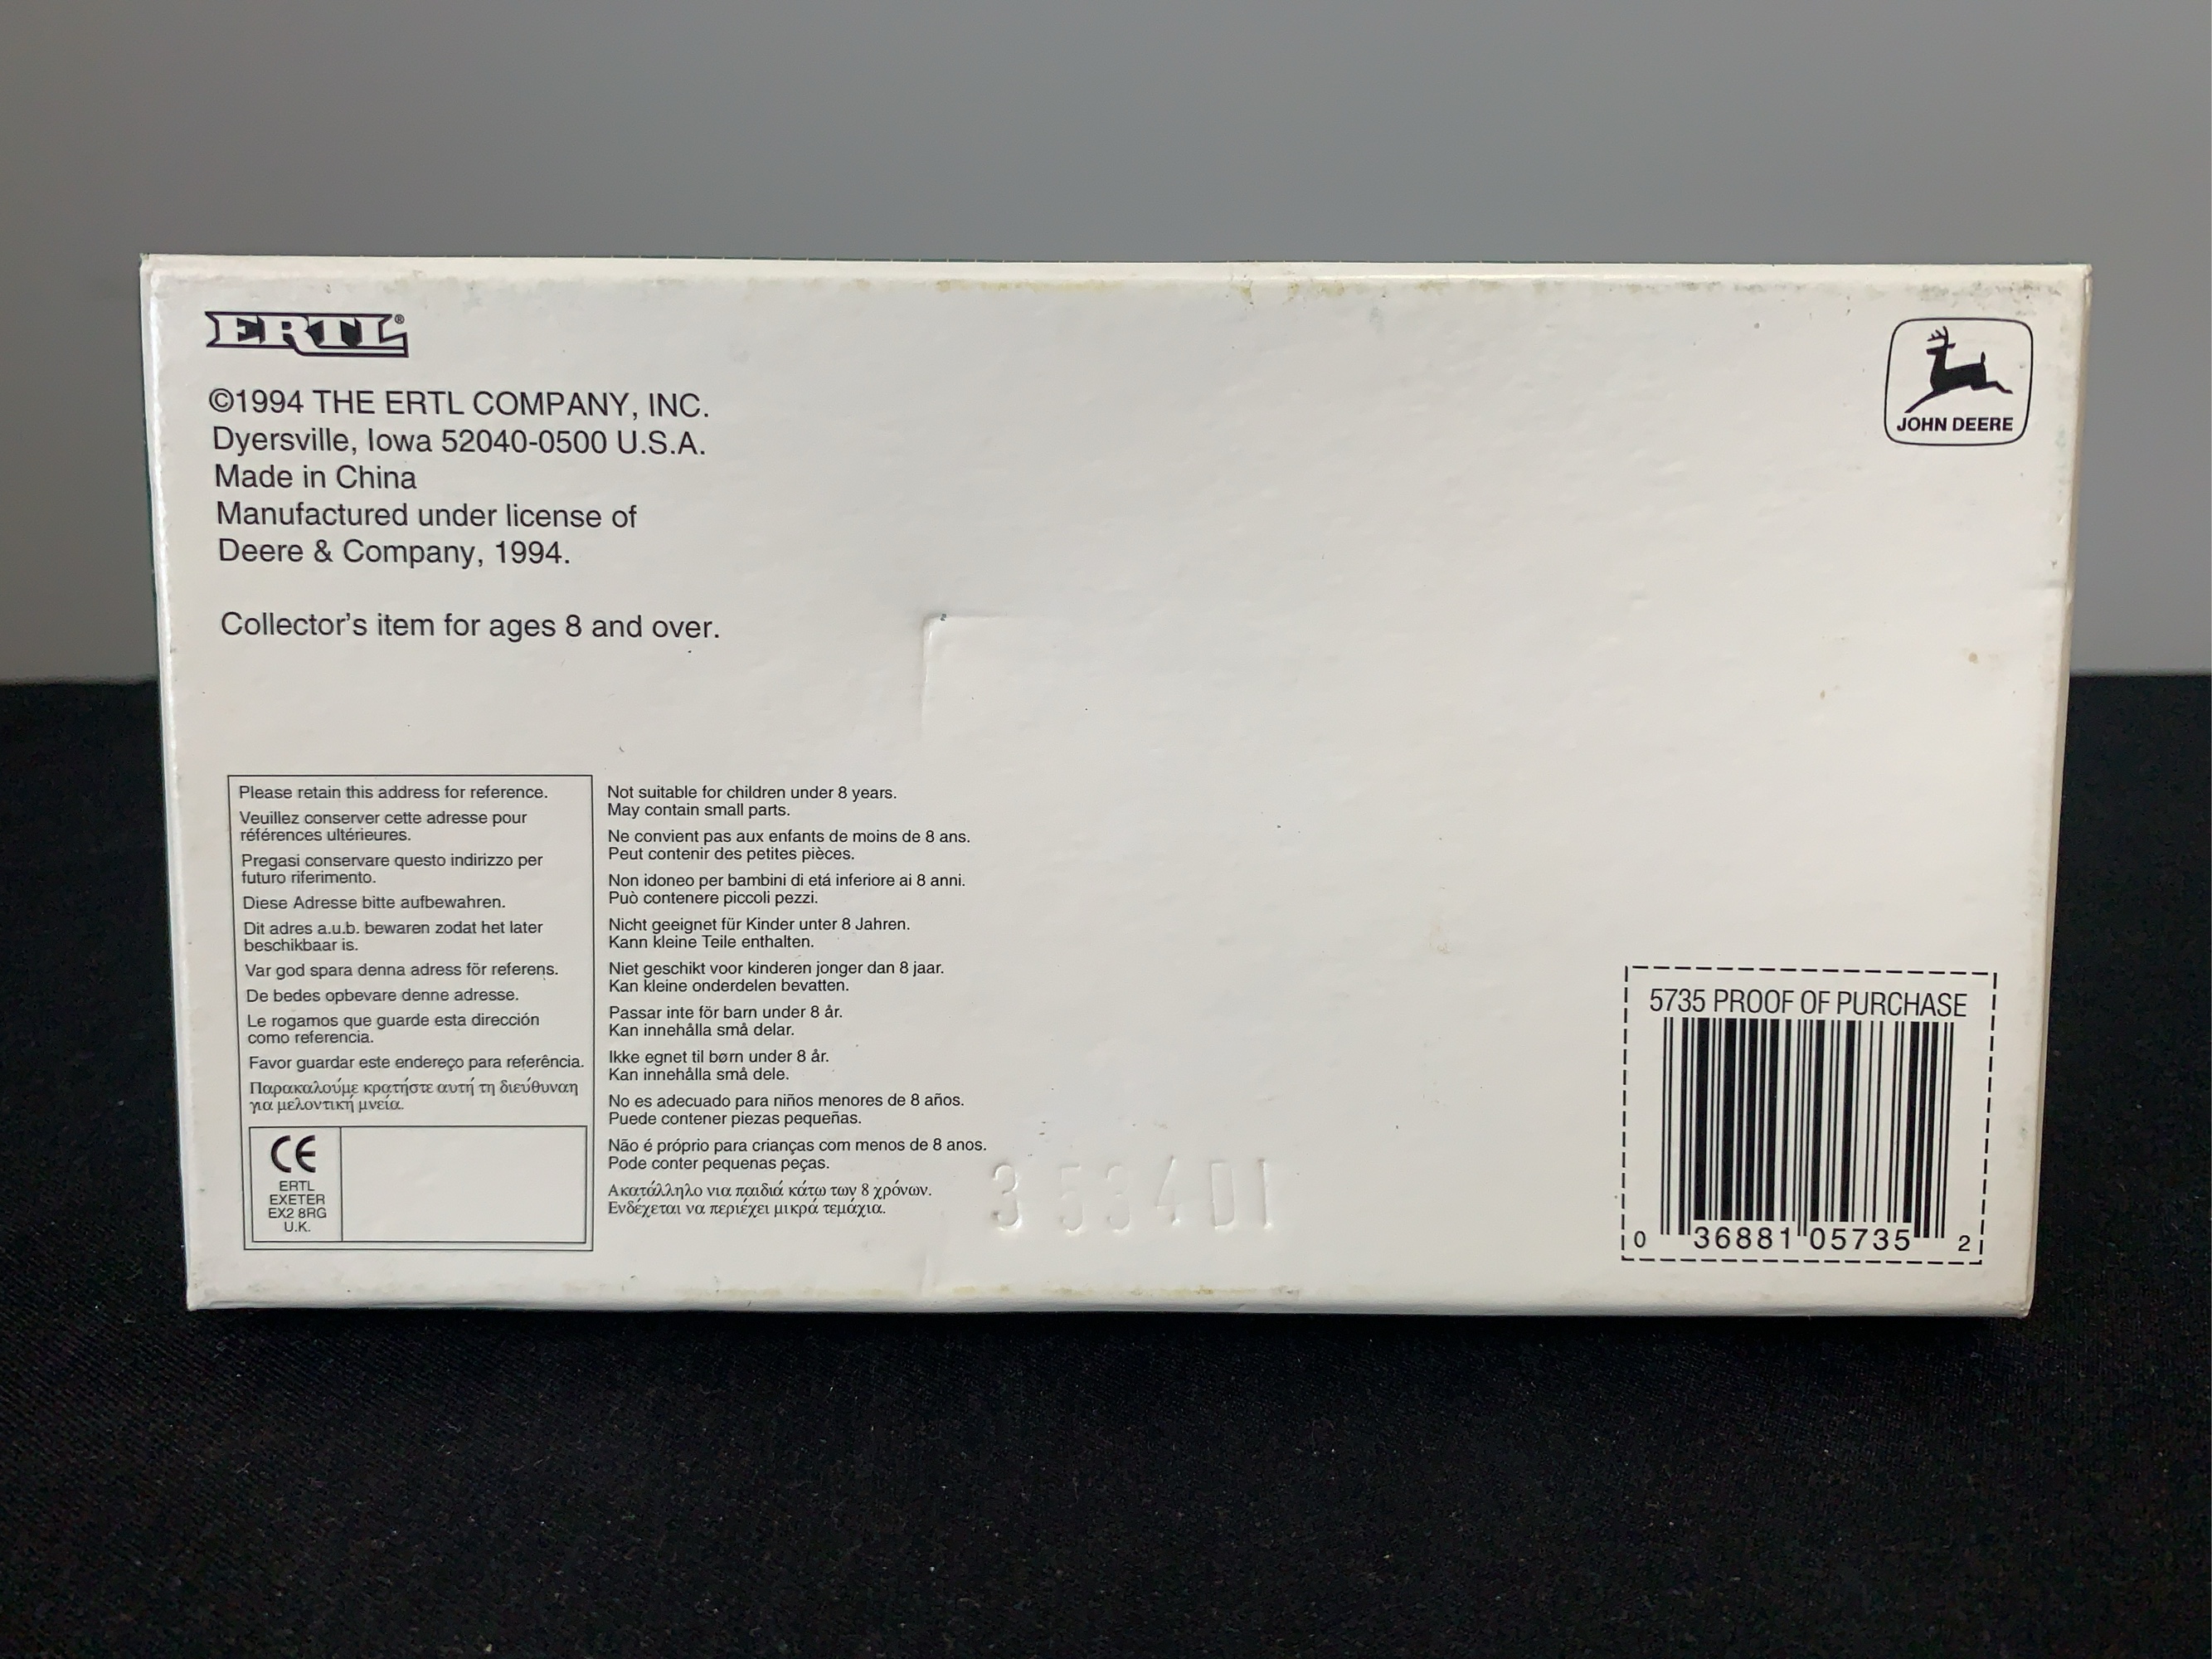 ERTL®
©1994 THE ERTL COMPANY, INC.
Dyersville, Iowa 52040-0500 U.S.A.
Made in China
Manufactured under license of
Deere & Company, 1994.
Collector's item for ages 8 and over.
JOHN DEERE
Please retain this address for reference.
Veuillez conserver cette adresse pour
références ultérieures.
Pregasi conservare questo indirizzo per
futuro riferimento.
Diese Adresse bitte aufbewahren.
Dit adres a.u.b. bewaren zodat het later
beschikbaar is.
Var god spara denna adress för referens.
De bedes opbevare denne adresse.
Le rogamos que guarde esta dirección
como referencia.
Favor guardar este endereço para referência.
Παρακαλούμε κρατήστε αυτή τη διεύθυναη
για μελοντική μνεία.
CE
ERTL
EXETER
EX2 8RG
U.K.
Not suitable for children under 8 years.
May contain small parts.
Ne convient pas aux enfants de moins de 8 ans.
Peut contenir des petites pièces.
Non idoneo per bambini di etá inferiore ai 8 anni.
Può contenere piccoli pezzi.
Nicht geeignet für Kinder unter 8 Jahren.
Kann kleine Teile enthalten.
Niet geschikt voor kinderen jonger dan 8 jaar.
Kan kleine onderdelen bevatten.
Passar inte för barn under 8 år.
Kan innehålla små delar.
Ikke egnet til børn under 8 år.
Kan innehålla små dele.
No es adecuado para niños menores de 8 años.
Puede contener piezas pequeñas.
Não é próprio para crianças com menos de 8 anos.
Pode conter pequenas peças.
Ακατάλληλο νια παιδιά κάτω των 8 χρόνων.
Ενδέχεται να περιέχει μικρά τεμάχια.
353401
5735 PROOF OF PURCHASE
0 36881 05735 2